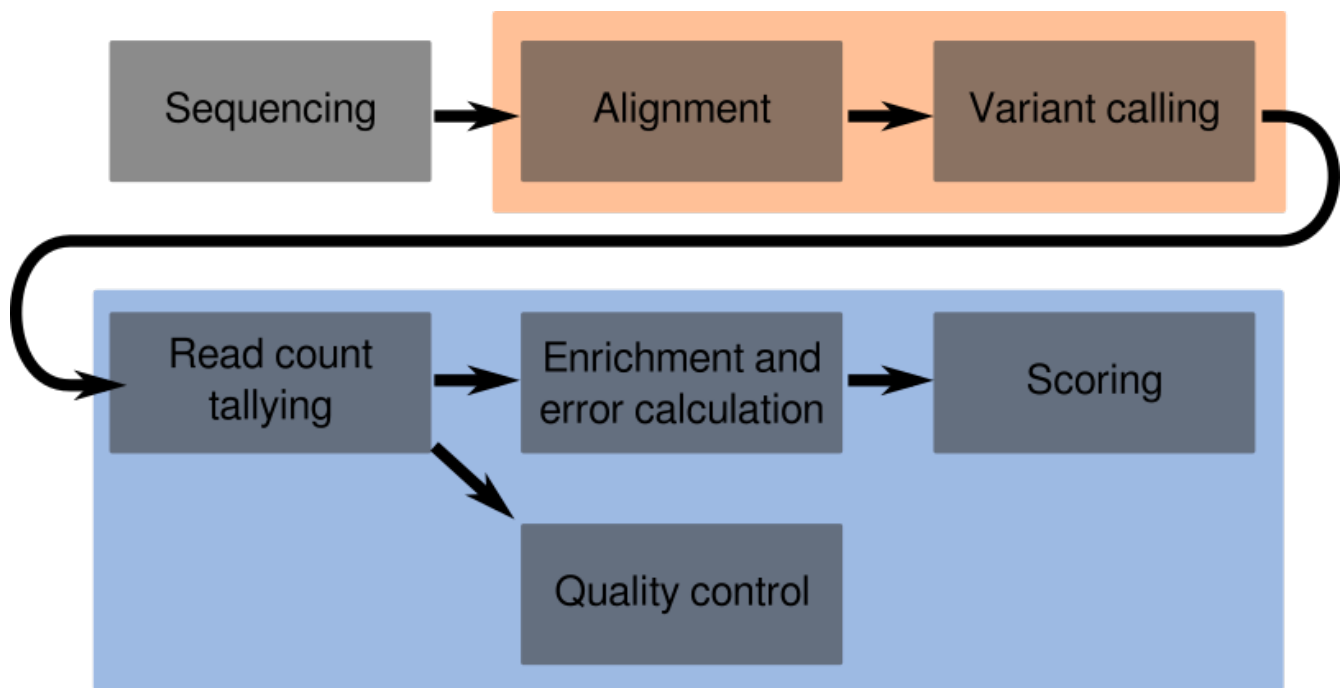 Sequencing
Alignment
Variant calling
Read count
tallying
Enrichment and
error calculation
Scoring
Quality control